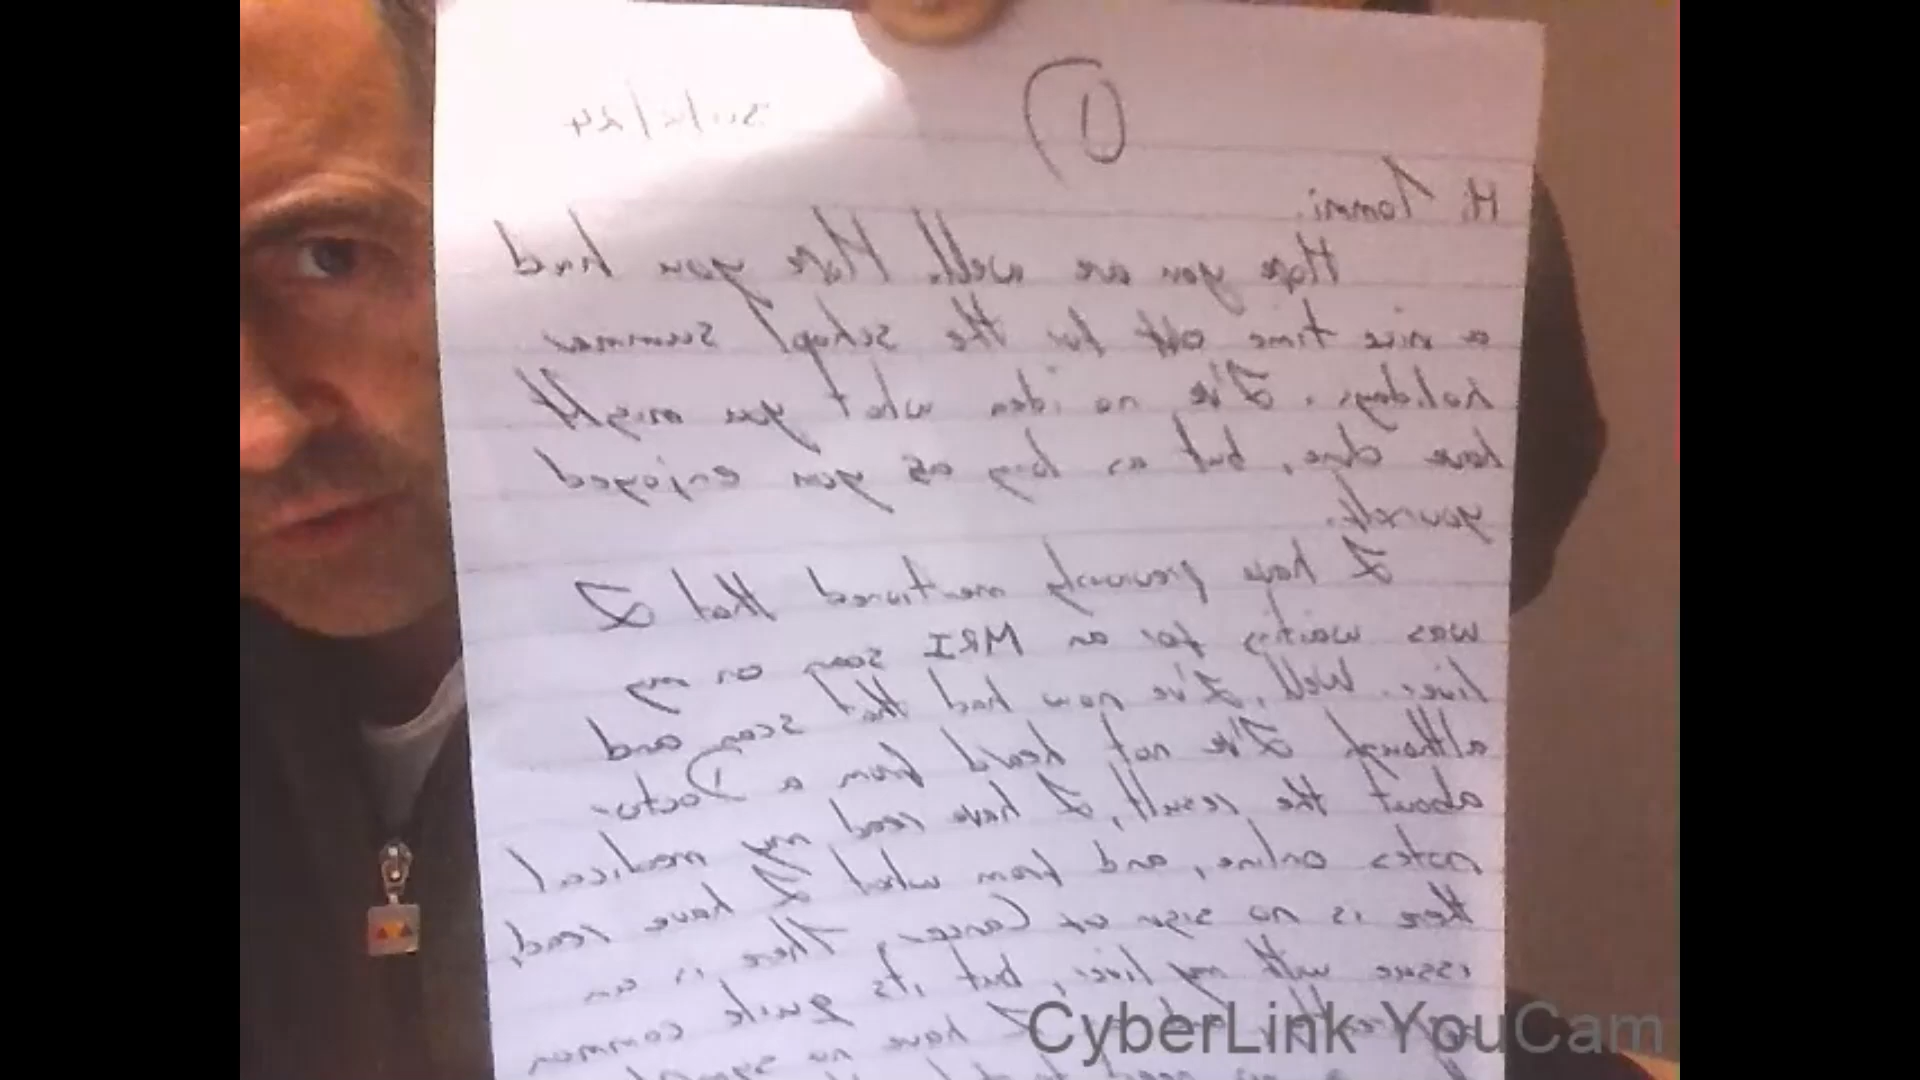 1
Hi Tommi.
Hope you are well. Hope you had
a nice time off for the school summer
holidays. I've no idea what you might
have done, but as long as you enjoyed
yourself.
I have previously mentioned that I
was waiting for an MRI scan on my
liver. Well, I've now had that scan and
although I've not heard from a Doctor
about the result, I have read my medical
notes online, and from what I have read,
there is no sign of Cancer, There is an
issue with my liver, but its quite common
I have no
CyberLink YouCam